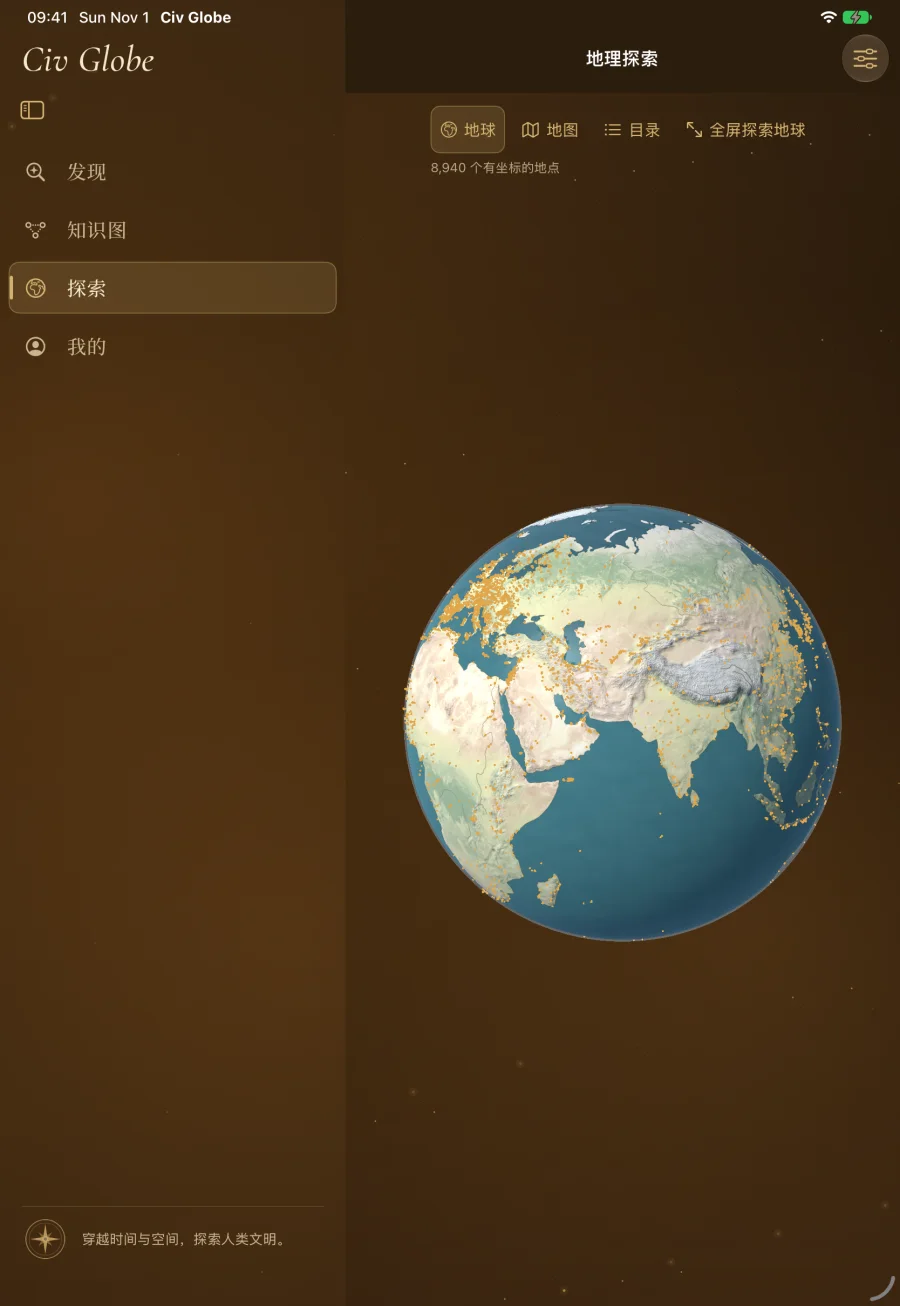 09:41 Sun Nov 1 Civ Globe
Civ Globe
地理探索
发现
知识图
探索
我的
地球 地图 目录 全屏探索地球
8,940 个有坐标的地点
穿越时间与空间，探索人类文明。